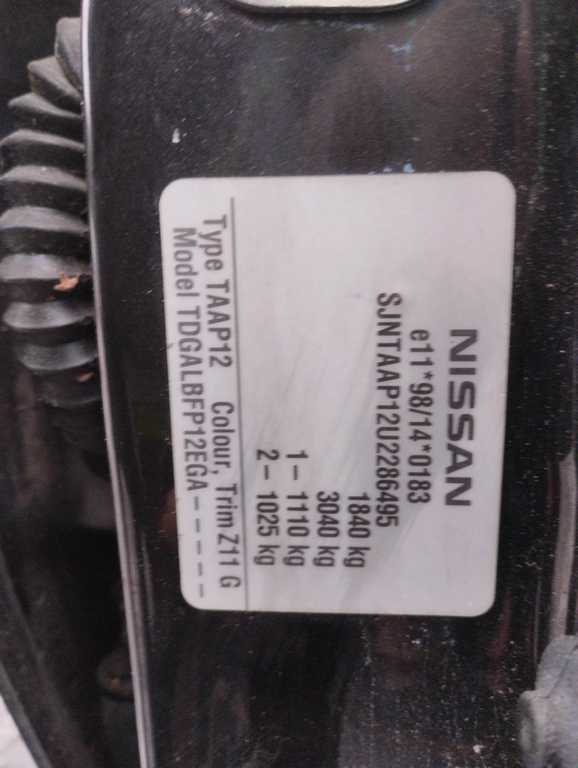 NISSAN
e11*98/14*0183
SJNTAAP12U2286495
1840 kg
3040 kg
1– 1110 kg
2– 1025 kg
Type TAAP12 Colour, Trim Z11 G
Model TDGALBFP12EGA– – – – –